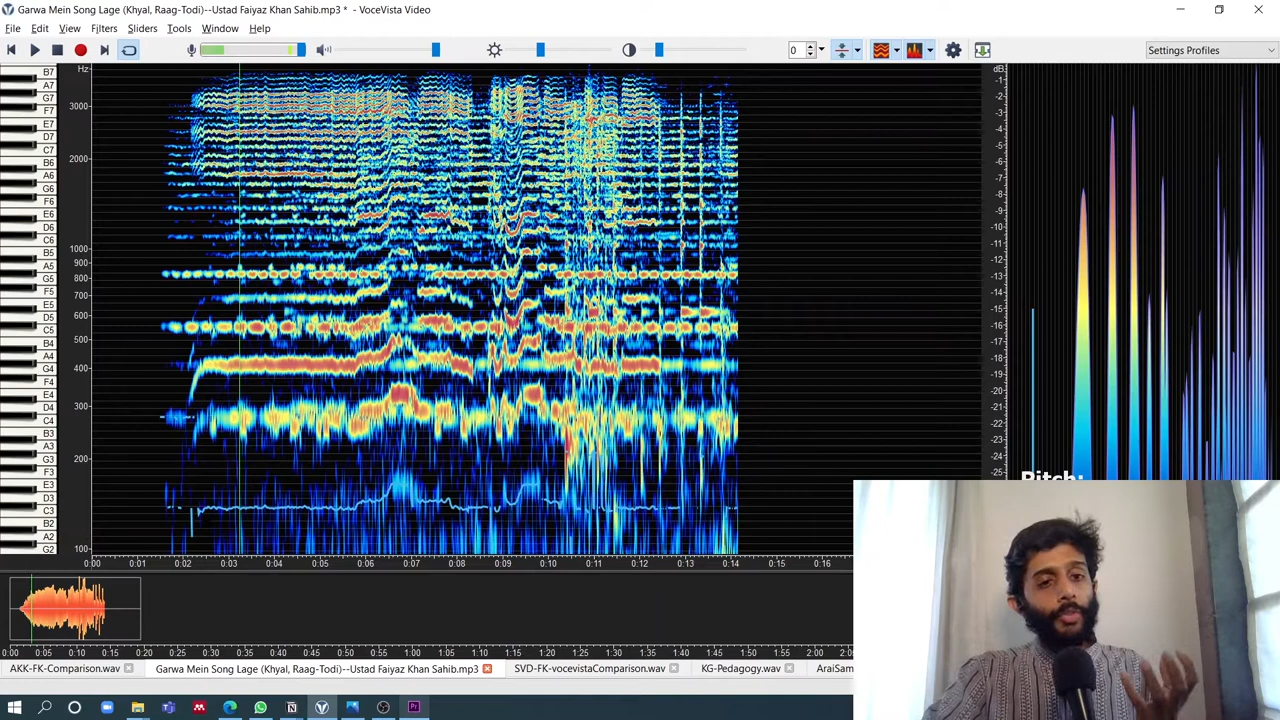 Garwa Mein Song Lage (Khyal, Raag-Todi)--Ustad Faiyaz Khan Sahib.mp3 * - VoceVista Video
File Edit View Filters Sliders Tools Window Help
0 Settings Profiles
Hz
B7
A7
G7
F7
E7
D7
C7
B6
A6
G6
F6
E6
D6
C6
B5
A5
G5
F5
E5
D5
C5
B4
A4
G4
F4
E4
D4
C4
B3
A3
G3
F3
E3
D3
C3
B2
A2
G2
3000
2000
1000
900
800
700
600
500
400
300
200
100
dB
-1
-2
-3
-4
-5
-6
-7
-8
-9
-10
-11
-12
-13
-14
-15
-16
-17
-18
-19
-20
-21
-22
-23
-24
-25
Pitch:
0:00 0:01 0:02 0:03 0:04 0:05 0:06 0:07 0:08 0:09 0:10 0:11 0:12 0:13 0:14 0:15 0:16
0:00 0:05 0:10 0:15 0:20 0:25 0:30 0:35 0:40 0:45 0:50 0:55 1:00 1:05 1:10 1:15 1:20 1:25 1:30 1:35 1:40 1:45 1:50 1:55 2:00
AKK-FK-Comparison.wav Garwa Mein Song Lage (Khyal, Raag-Todi)--Ustad Faiyaz Khan Sahib.mp3 SVD-FK-vocevistaComparison.wav KG-Pedagogy.wav AraiSam